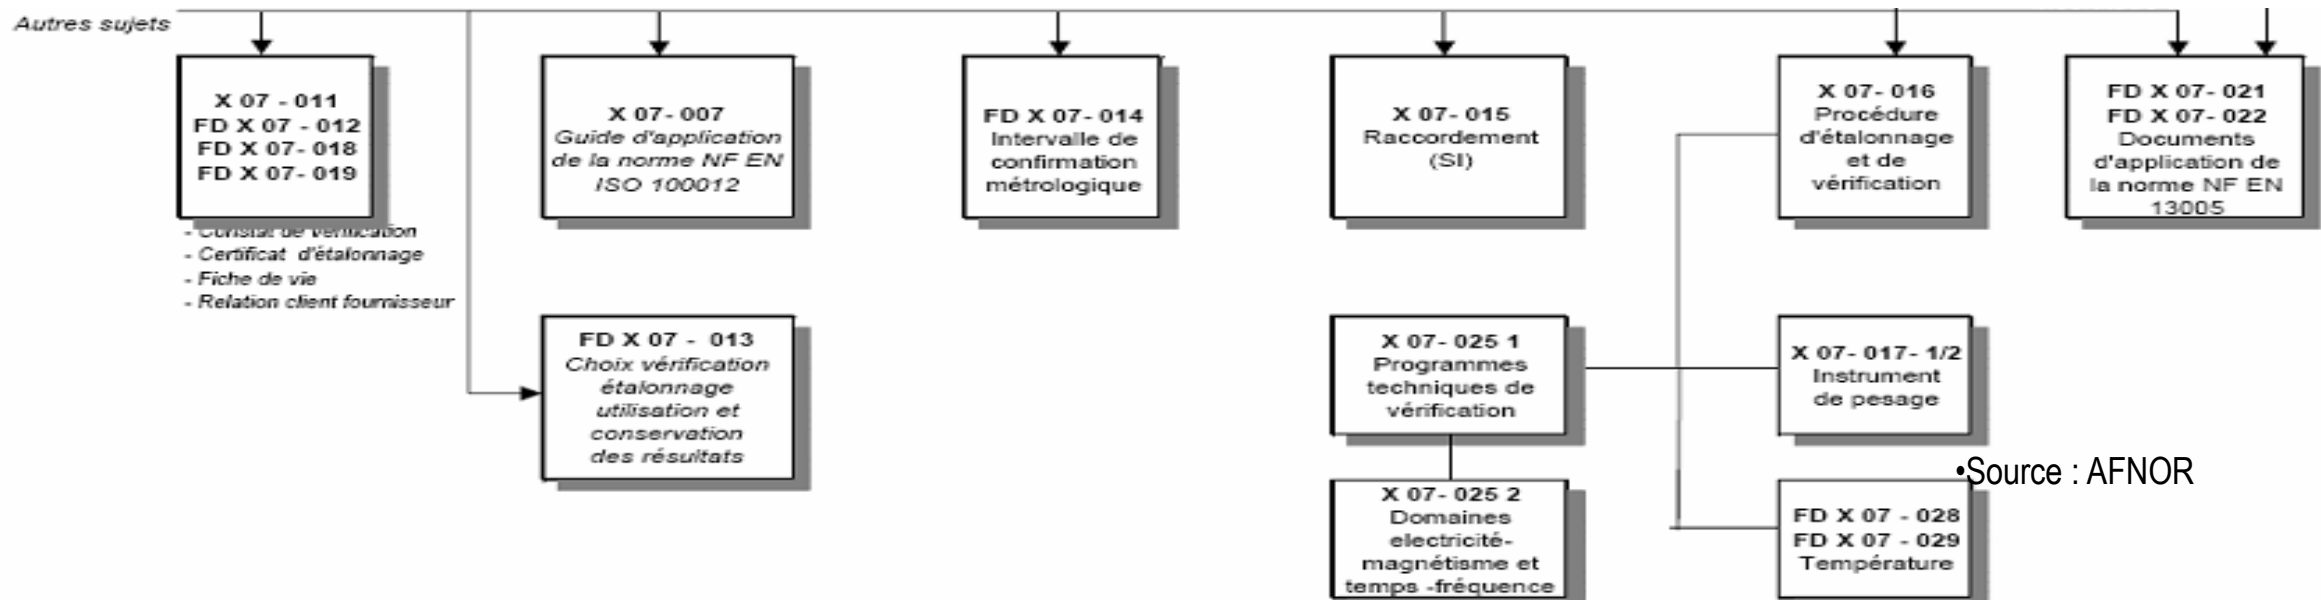 Autres sujets
X 07 - 011
FD X 07 - 012
FD X 07- 018
FD X 07- 019
- Constat de vérification
- Certificat d'étalonnage
- Fiche de vie
- Relation client fournisseur
X 07- 007
Guide d'application
de la norme NF EN
ISO 100012
FD X 07- 014
Intervalle de
confirmation
métrologique
X 07- 015
Raccordement
(SI)
X 07- 016
Procédure
d'étalonnage
et de
vérification
FD X 07- 021
FD X 07- 022
Documents
d'application de
la norme NF EN
13005
FD X 07 - 013
Choix vérification
étalonnage
utilisation et
conservation
des résultats
X 07- 025 1
Programmes
techniques de
vérification
X 07- 017- 1/2
Instrument
de pesage
•Source : AFNOR
X 07- 025 2
Domaines
electricité-
magnétisme et
temps -fréquence
FD X 07 - 028
FD X 07 - 029
Température